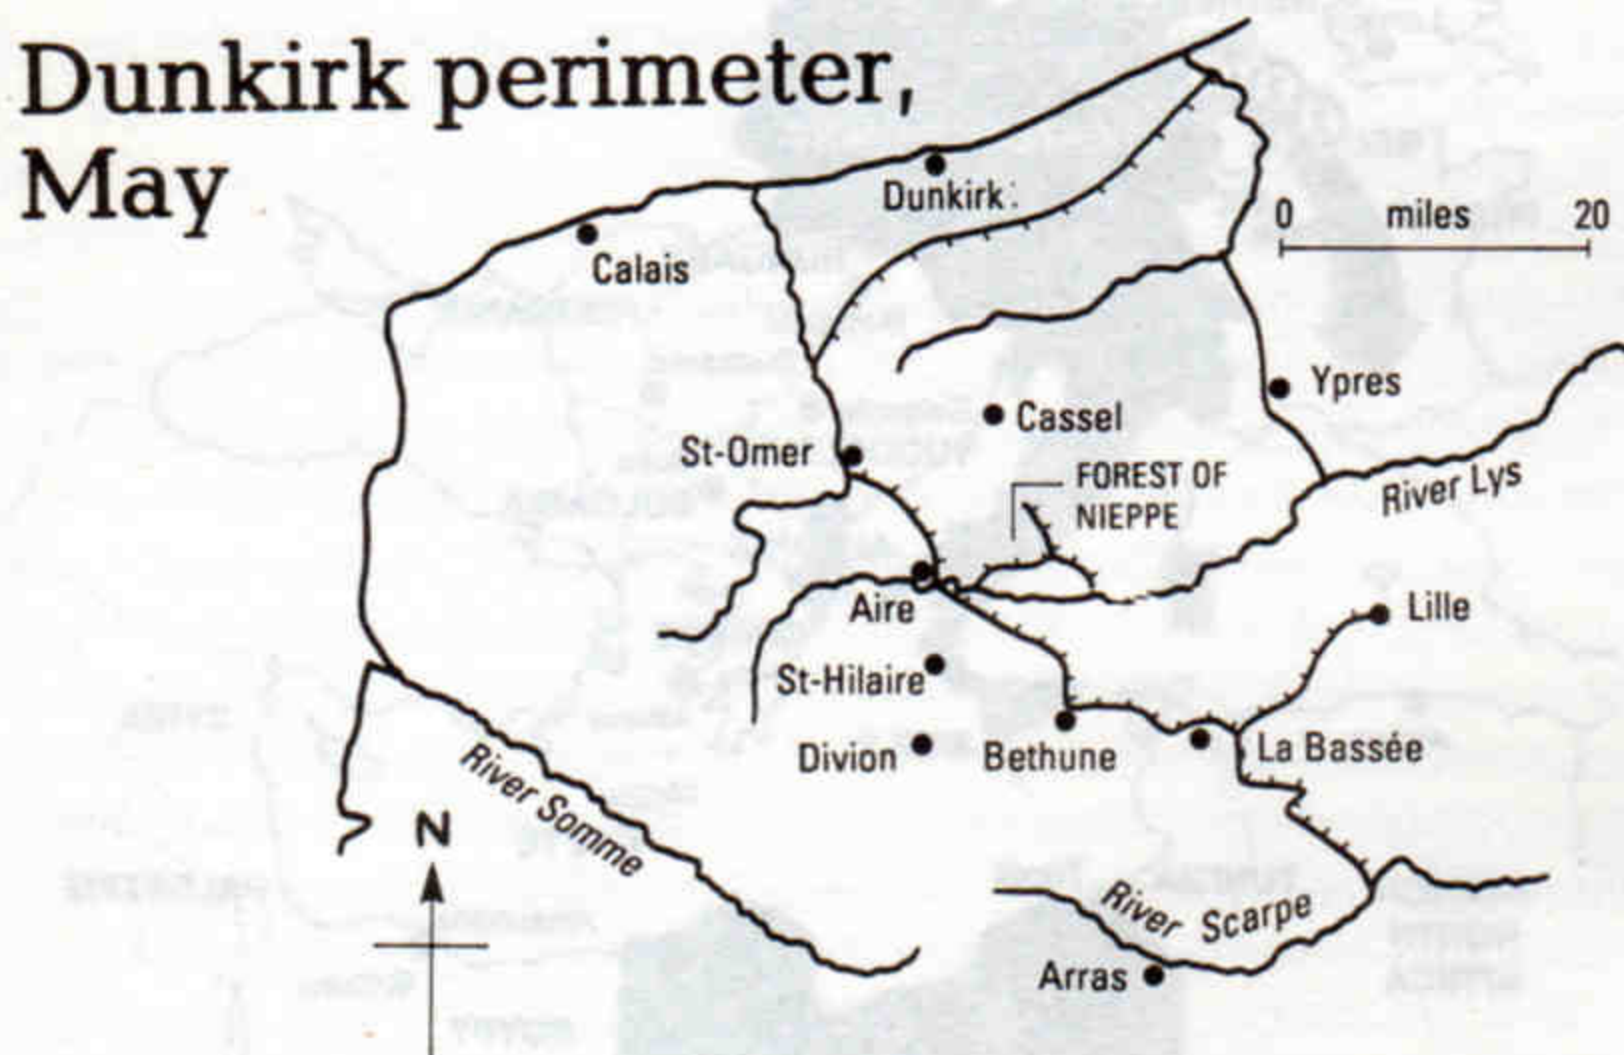 Dunkirk perimeter,
May
Dunkirk
0 miles 20
Calais
Ypres
Cassel
St-Omer
FOREST OF
NIEPPE
River Lys
Aire
Lille
St-Hilaire
Divion
Bethune
La Bassée
River Somme
N
River Scarpe
Arras